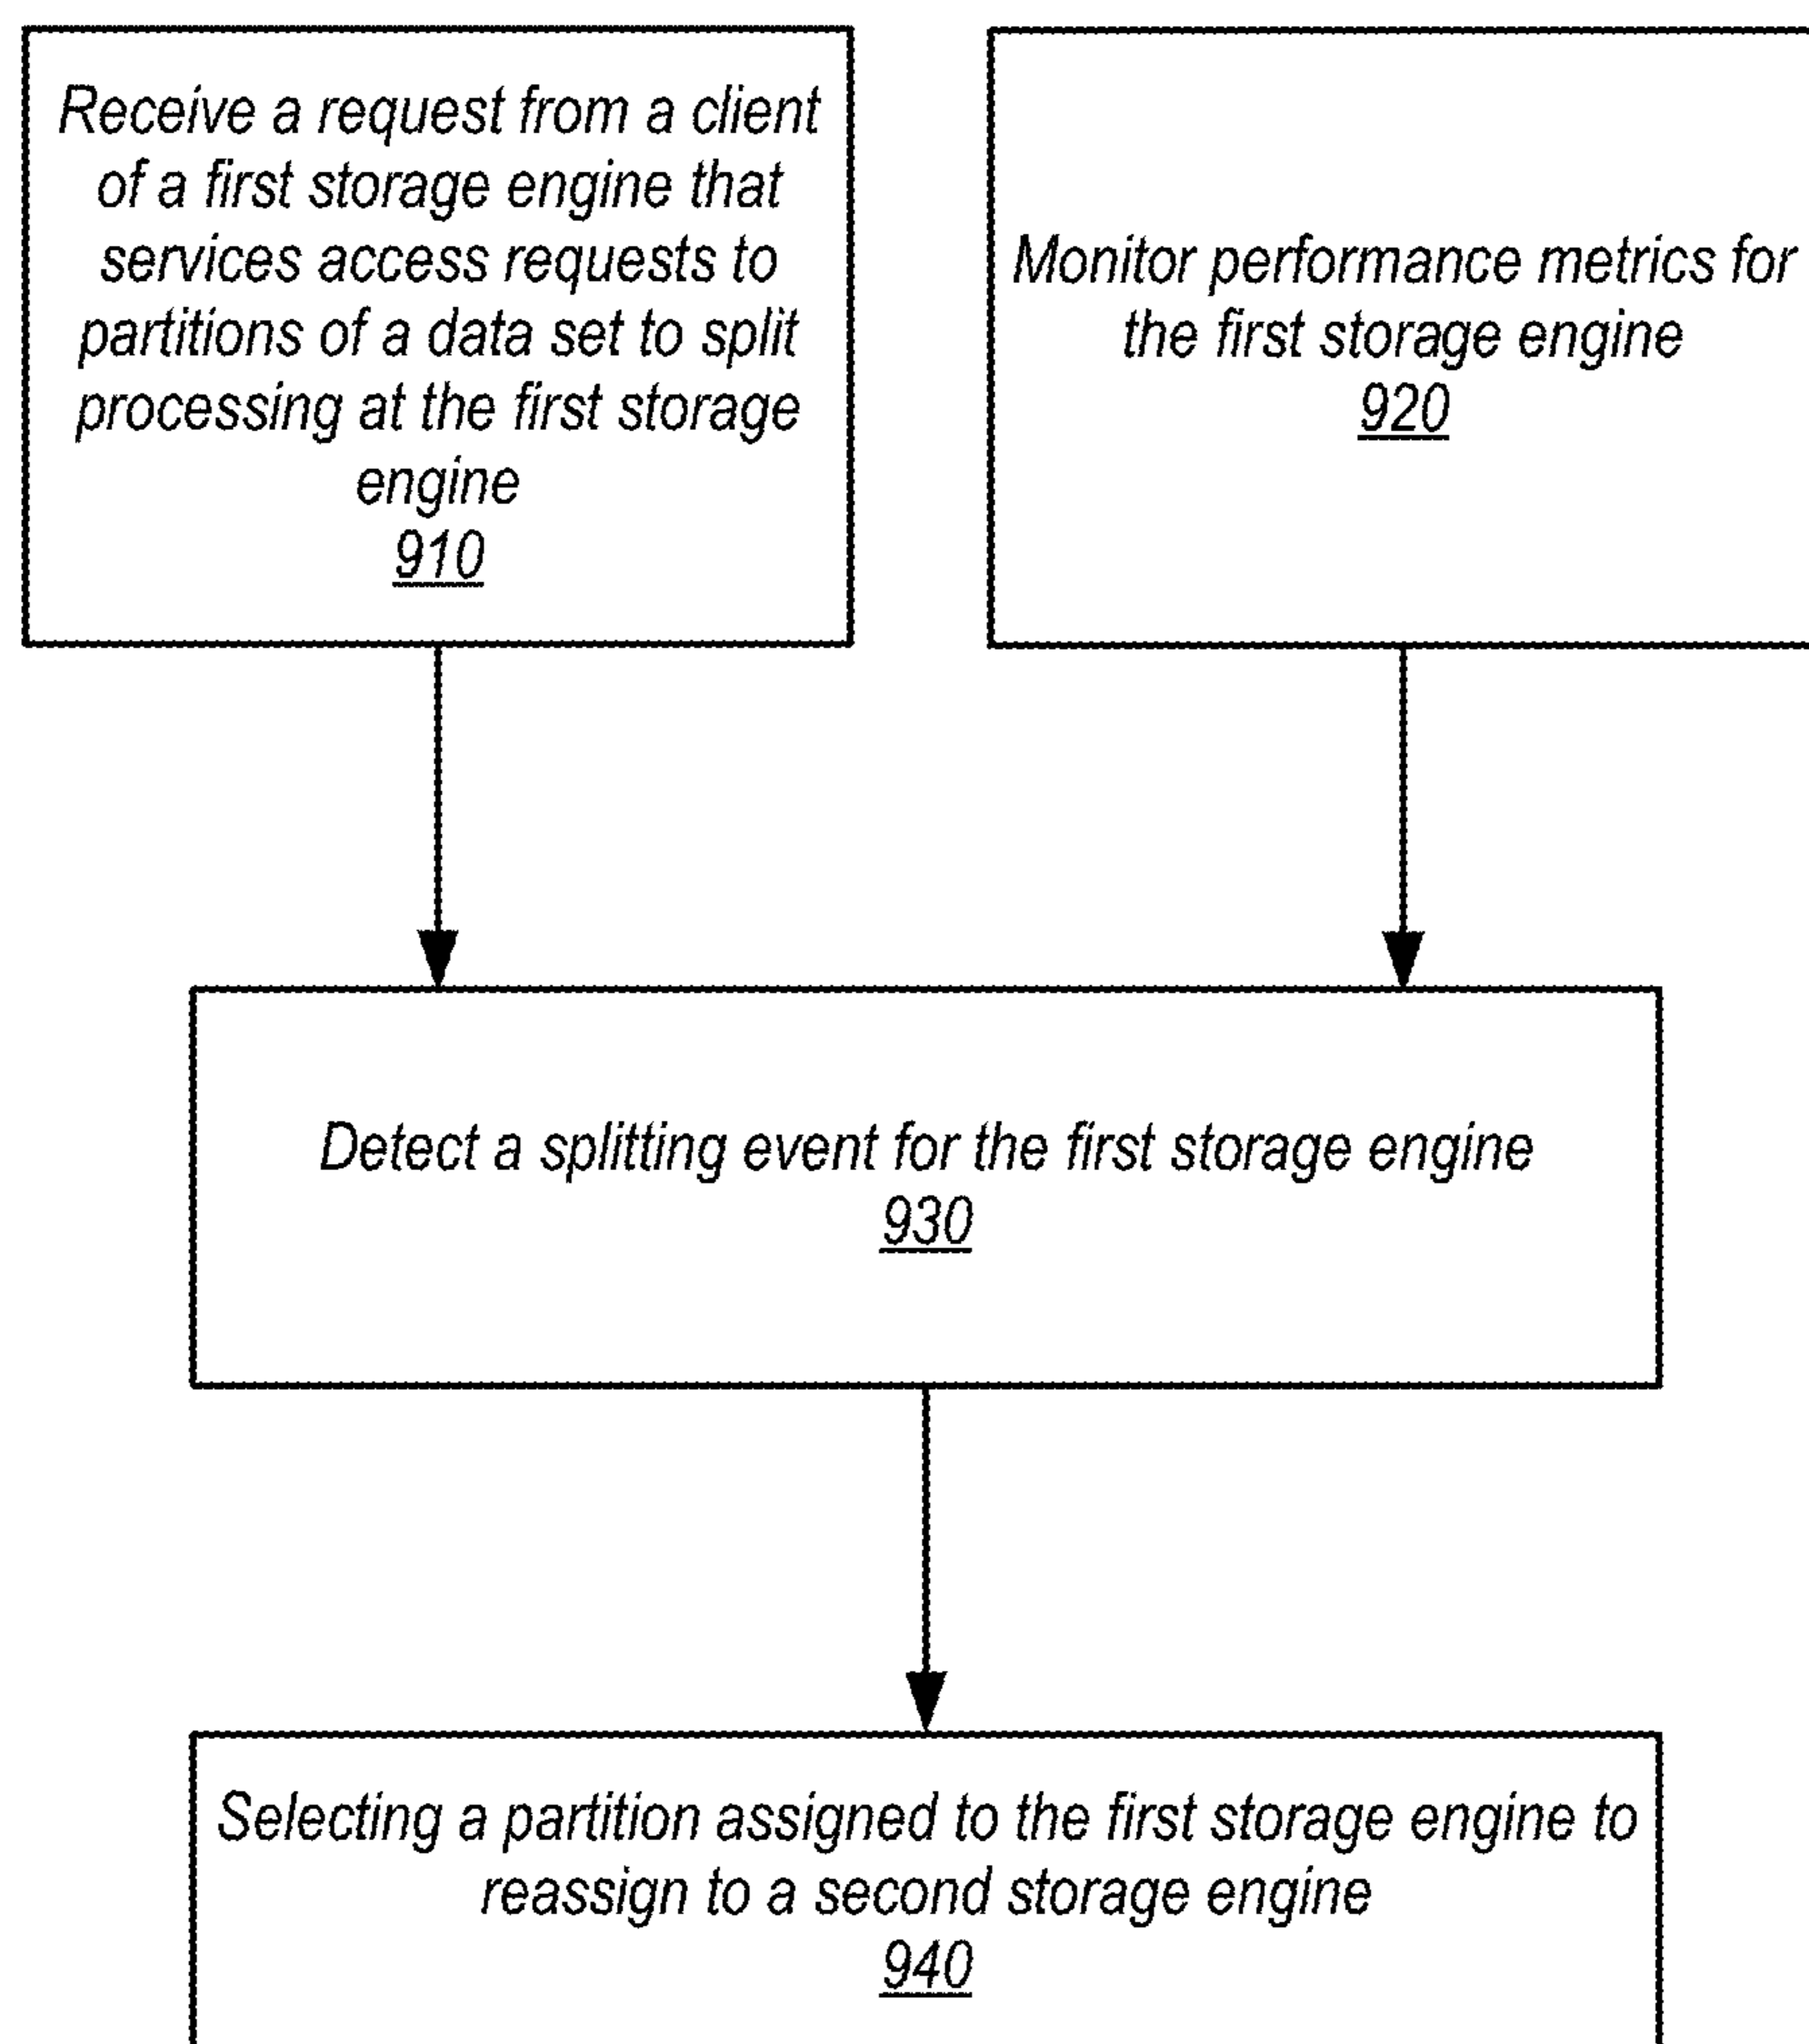 Receive a request from a client
of a first storage engine that
services access requests to
partitions of a data set to split
processing at the first storage
engine
910
Monitor performance metrics for
the first storage engine
920
Detect a splitting event for the first storage engine
930
Selecting a partition assigned to the first storage engine to
reassign to a second storage engine
940